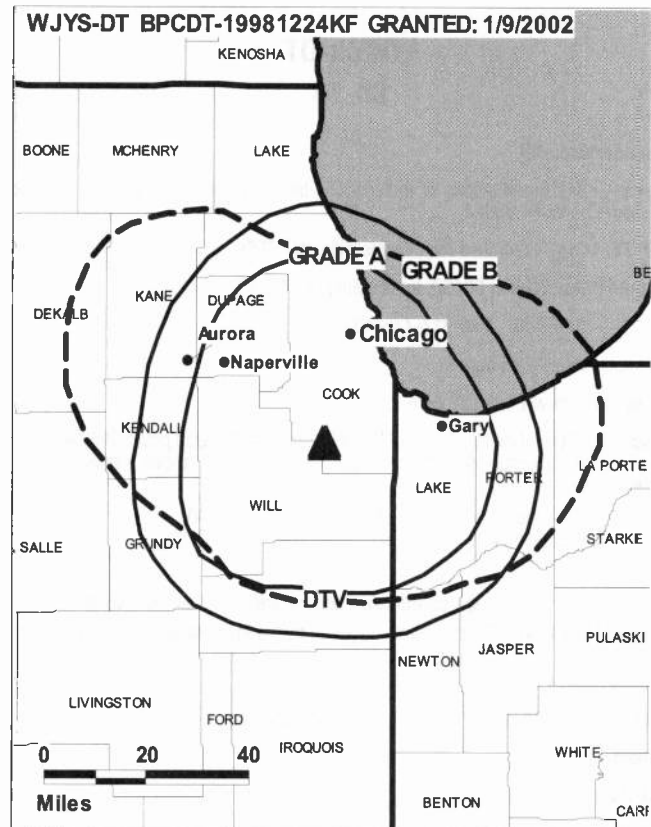 WJYS-DT BPCDT-19981224KF GRANTED: 1/9/2002
KENOSHA
BOONE
MCHENRY
LAKE
GRADE A
GRADE B
BE
KANE
DUPAGE
DEKALB
Aurora
Chicago
Naperville
COOK
KENDALL
Gary
LA PORTE
LAKE
PORTER
WILL
STARKE
SALLE
GRUNDY
DTV
PULASKI
JASPER
NEWTON
LIVINGSTON
FORD
IROQUOIS
WHITE
0 20 40
Miles
BENTON
CARF